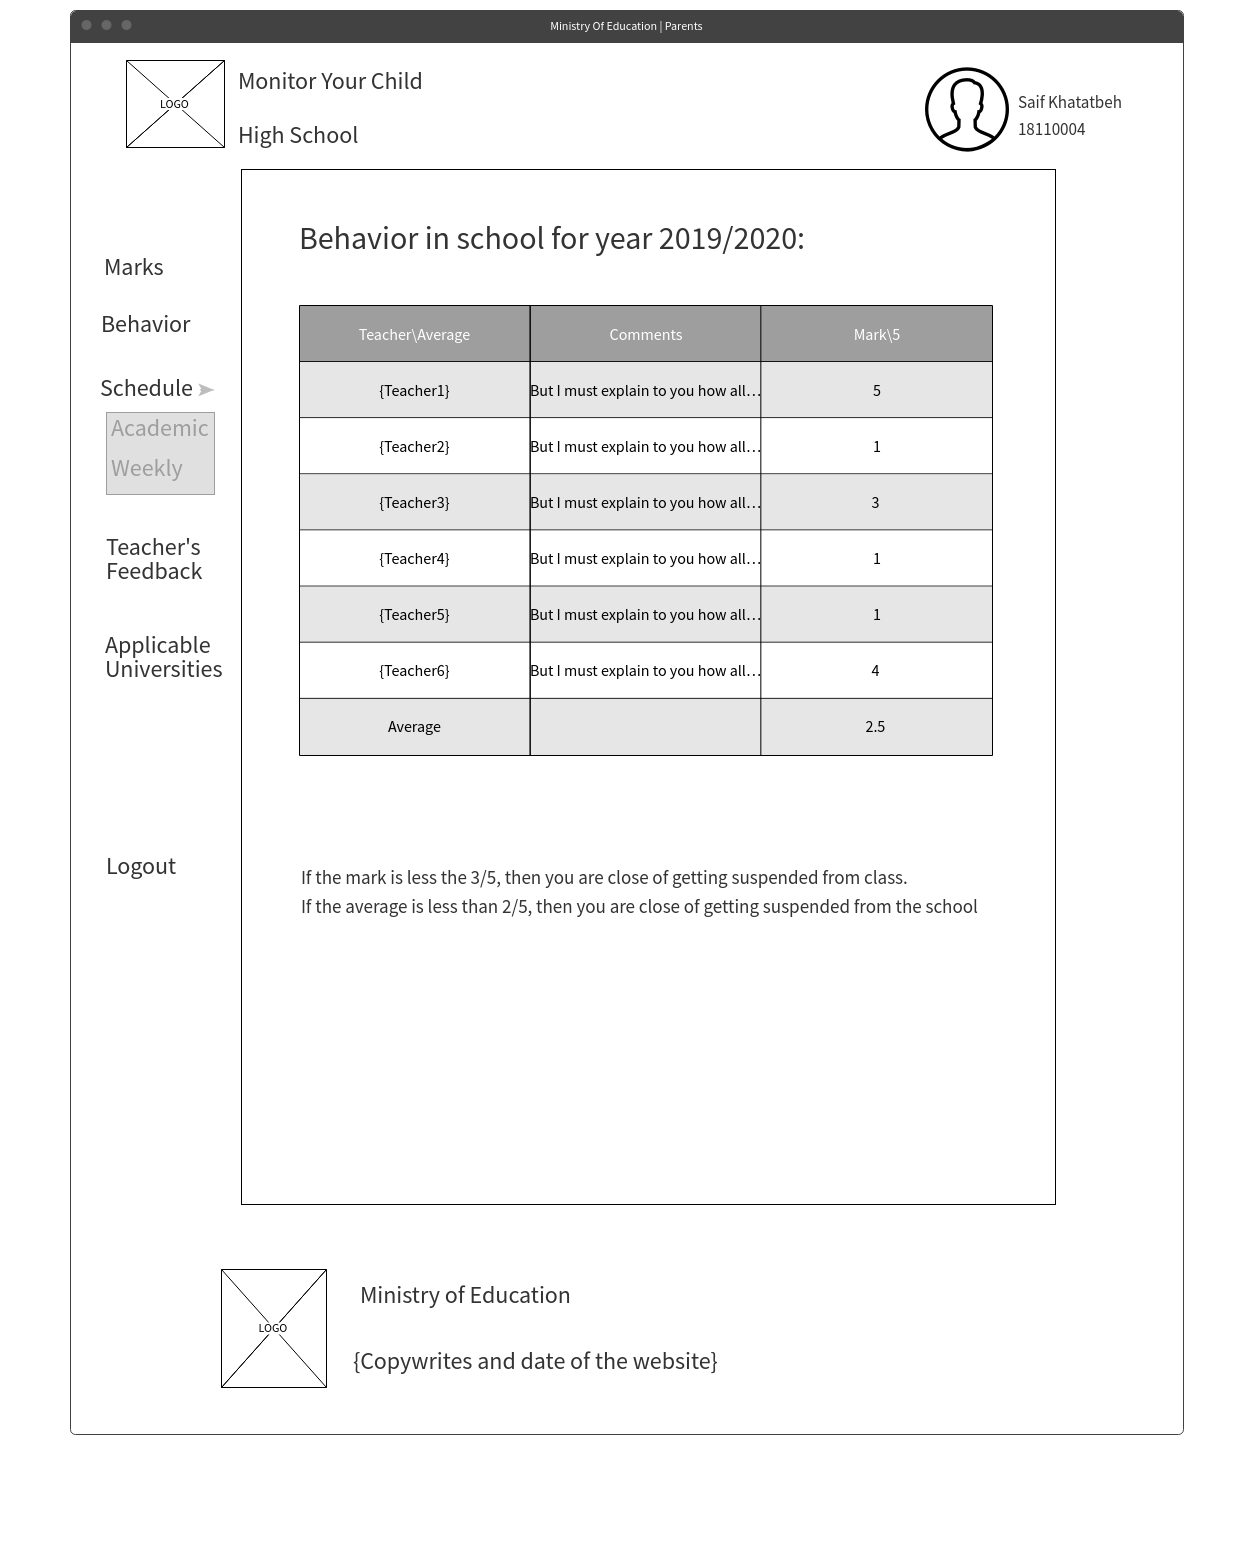 Ministry Of Education | Parents
LOGO
Monitor Your Child
High School
Saif Khatatbeh
18110004
Marks
Behavior
Schedule
Academic
Weekly
Teacher's
Feedback
Applicable
Universities
Logout
Behavior in school for year 2019/2020:
Teacher\Average Comments Mark\5
{Teacher1} But I must explain to you how all... 5
{Teacher2} But I must explain to you how all... 1
{Teacher3} But I must explain to you how all... 3
{Teacher4} But I must explain to you how all... 1
{Teacher5} But I must explain to you how all... 1
{Teacher6} But I must explain to you how all... 4
Average 2.5
If the mark is less the 3/5, then you are close of getting suspended from class.
If the average is less than 2/5, then you are close of getting suspended from the school
LOGO
Ministry of Education
{Copywrites and date of the website}